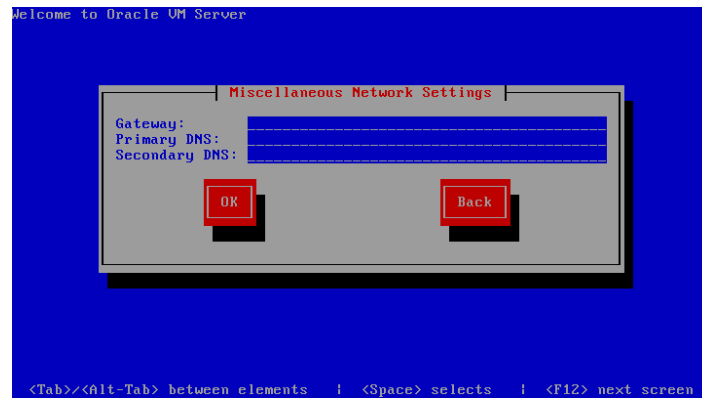 Welcome to Oracle VM Server
Miscellaneous Network Settings
Gateway:
Primary DNS:
Secondary DNS:
OK Back
<Tab>/<Alt-Tab> between elements | <Space> selects | <F12> next screen